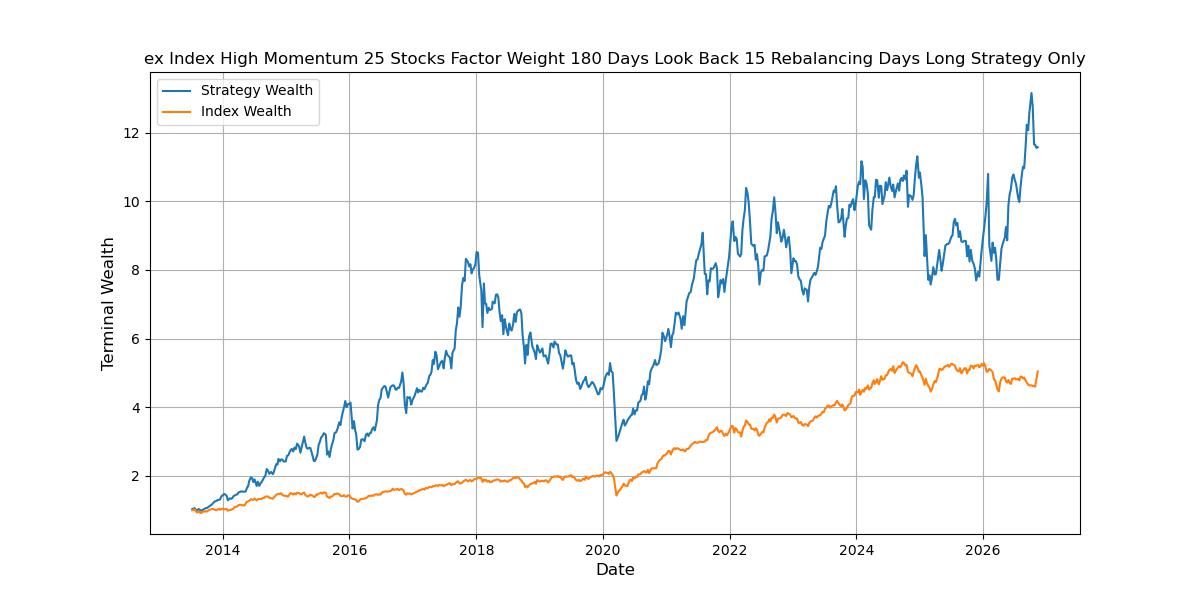 ex Index High Momentum 25 Stocks Factor Weight 180 Days Look Back 15 Rebalancing Days Long Strategy Only
Strategy Wealth
Index Wealth
Terminal Wealth
12
10
8
6
4
2
2014 2016 2018 2020 2022 2024 2026
Date